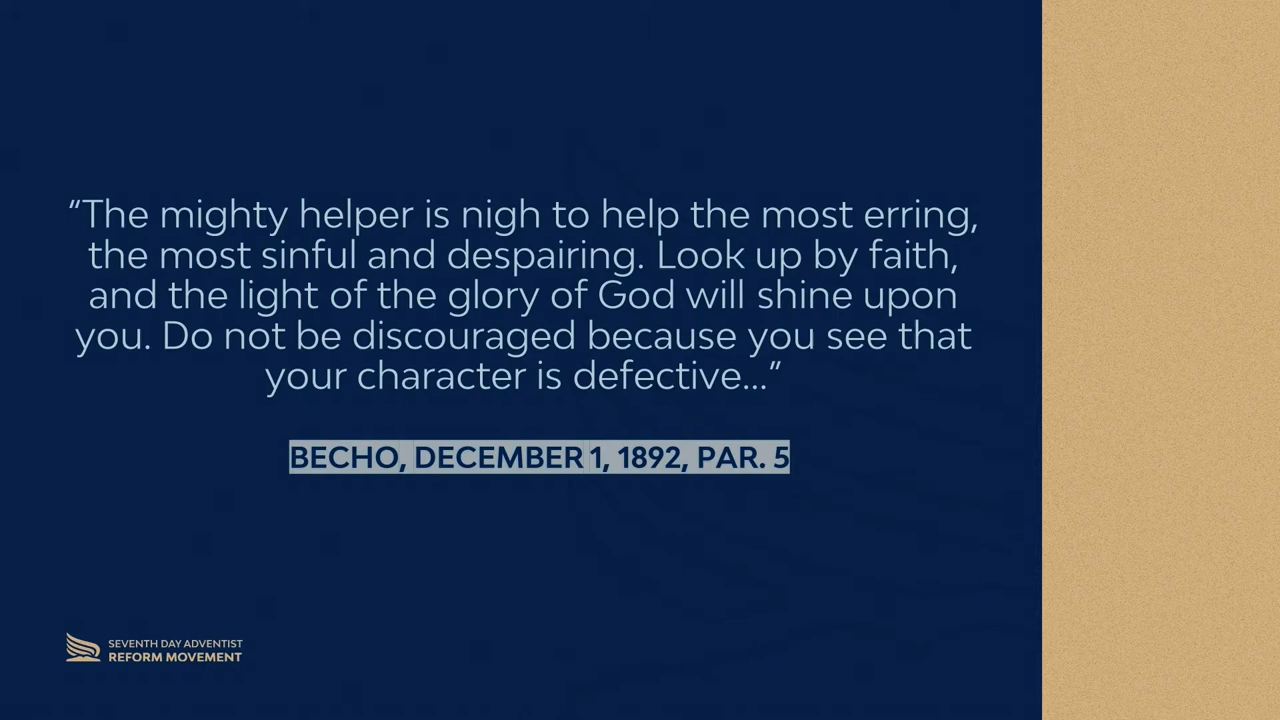 “The mighty helper is nigh to help the most erring,
the most sinful and despairing. Look up by faith,
and the light of the glory of God will shine upon
you. Do not be discouraged because you see that
your character is defective...”
BECHO, DECEMBER 1, 1892, PAR. 5
SEVENTH DAY ADVENTIST
REFORM MOVEMENT